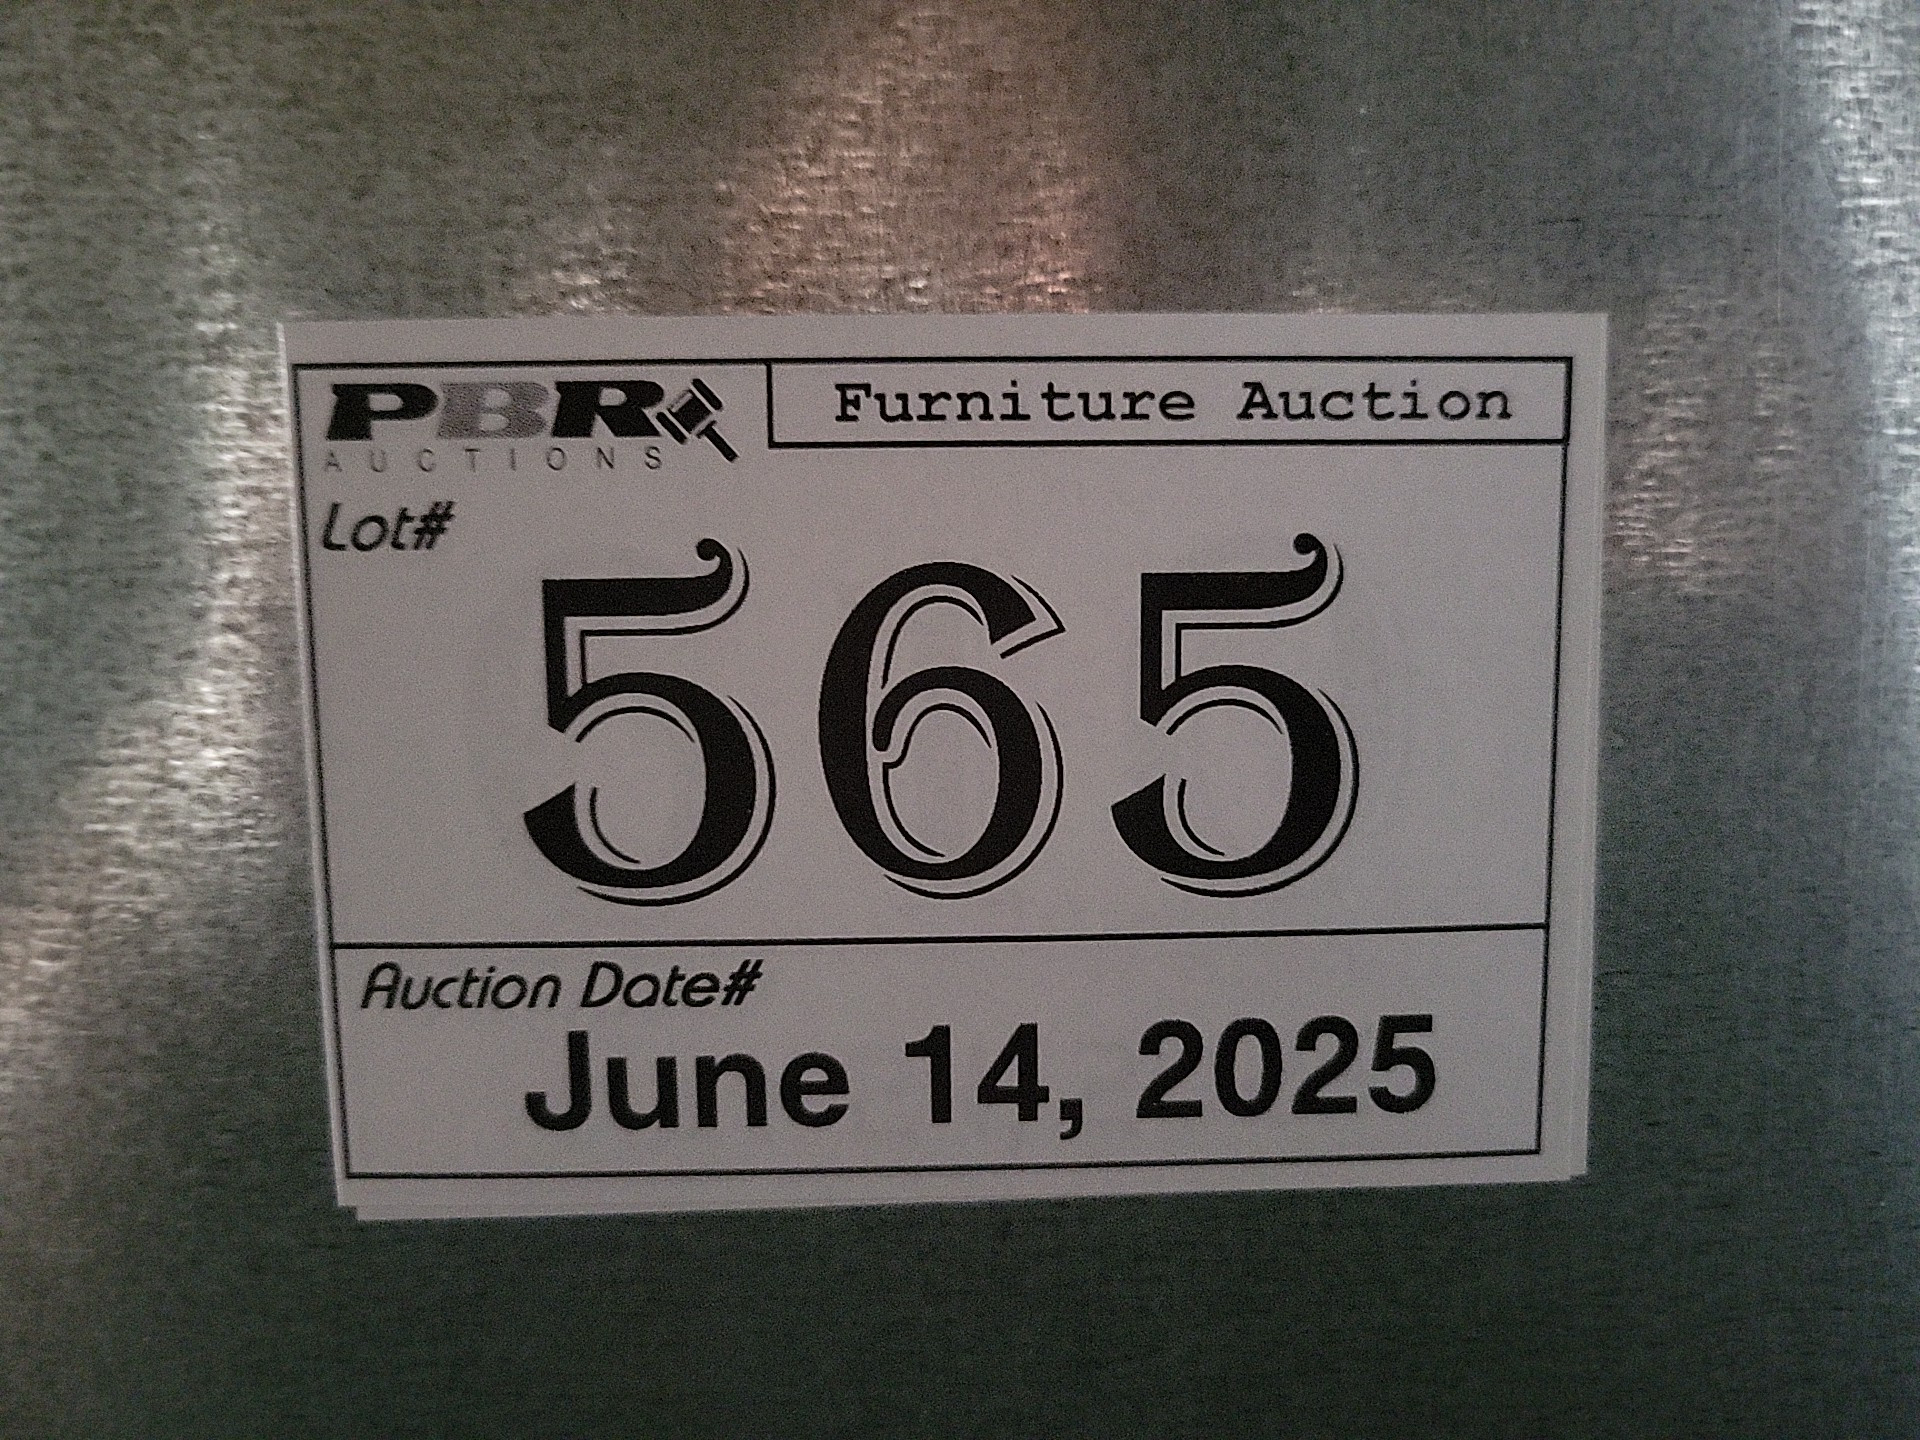 PBR
AUCTIONS
Furniture Auction
Lot#
565
Auction Date#
June 14, 2025